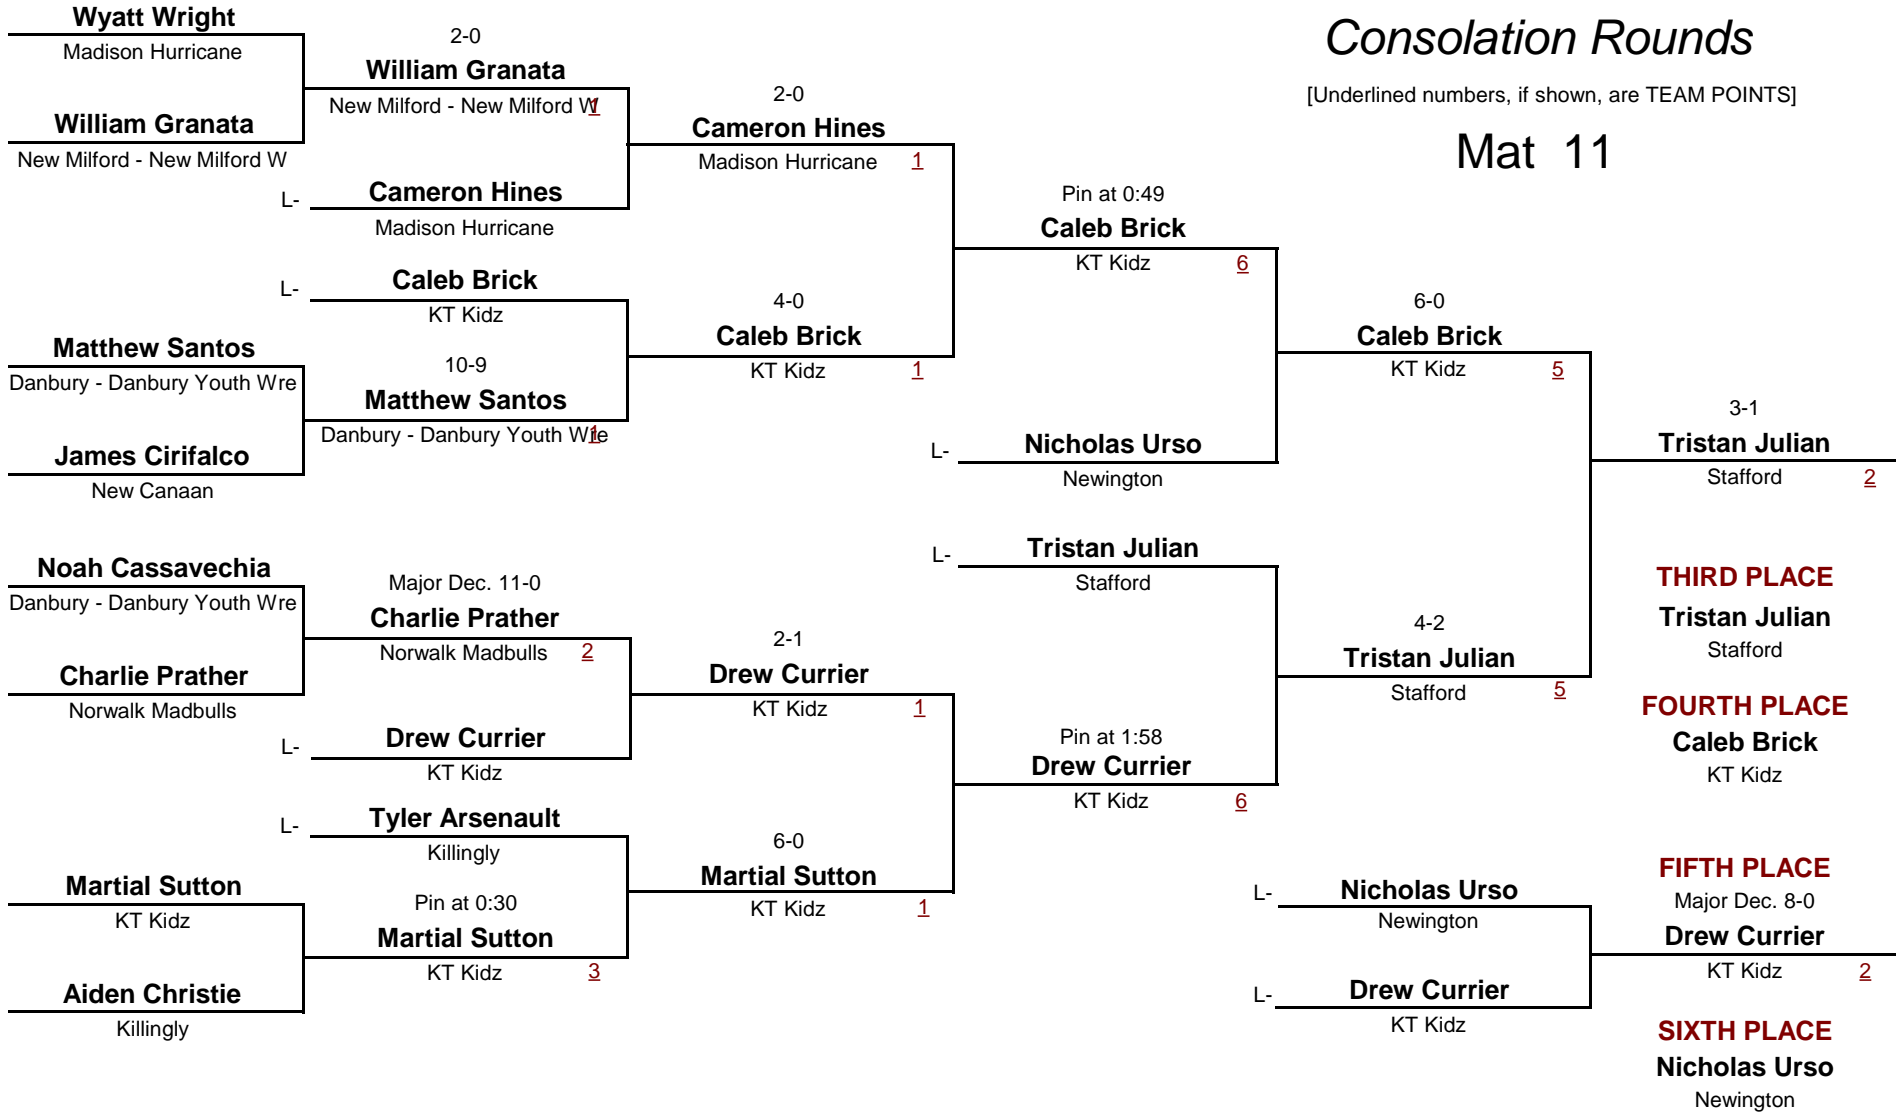 Consolation Rounds
[Underlined numbers, if shown, are TEAM POINTS]
Mat 11
Wyatt Wright
Madison Hurricane
William Granata
New Milford - New Milford W
Matthew Santos
Danbury - Danbury Youth Wre
James Cirifalco
New Canaan
Noah Cassavechia
Danbury - Danbury Youth Wre
Charlie Prather
Norwalk Madbulls
Martial Sutton
KT Kidz
Aiden Christie
Killingly
2-0
William Granata
New Milford - New Milford W 1
L- Cameron Hines
Madison Hurricane
L- Caleb Brick
KT Kidz
10-9
Matthew Santos
Danbury - Danbury Youth Wre 1
Major Dec. 11-0
Charlie Prather
Norwalk Madbulls 2
L- Drew Currier
KT Kidz
L- Tyler Arsenault
Killingly
Pin at 0:30
Martial Sutton
KT Kidz 3
2-0
Cameron Hines
Madison Hurricane 1
4-0
Caleb Brick
KT Kidz 1
2-1
Drew Currier
KT Kidz 1
6-0
Martial Sutton
KT Kidz 1
Pin at 0:49
Caleb Brick
KT Kidz 6
L- Nicholas Urso
Newington
L- Tristan Julian
Stafford
Pin at 1:58
Drew Currier
KT Kidz 6
6-0
Caleb Brick
KT Kidz 5
4-2
Tristan Julian
Stafford 5
3-1
Tristan Julian
Stafford 2
THIRD PLACE
Tristan Julian
Stafford
FOURTH PLACE
Caleb Brick
KT Kidz
L- Nicholas Urso
Newington
L- Drew Currier
KT Kidz
FIFTH PLACE
Major Dec. 8-0
Drew Currier
KT Kidz 2
SIXTH PLACE
Nicholas Urso
Newington